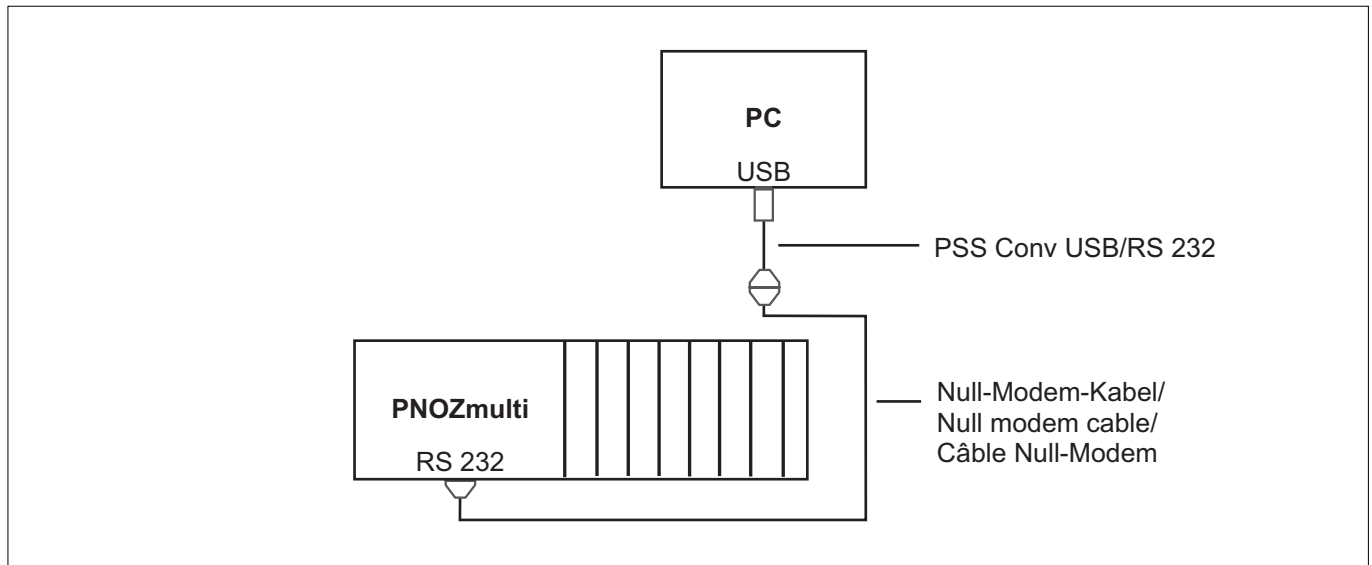 PC
USB
PSS Conv USB/RS 232
PNOZmulti
RS 232
Null-Modem-Kabel/
Null modem cable/
Câble Null-Modem